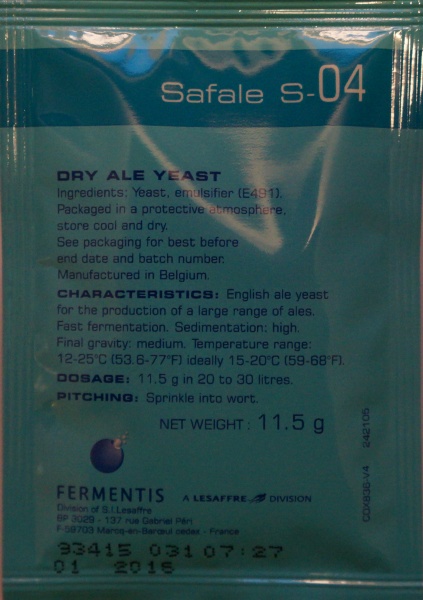 Safale S-04
DRY ALE YEAST
Ingredients: Yeast, emulsifier (E491).
Packaged in a protective atmosphere,
store cool and dry.
See packaging for best before
end date and batch number.
Manufactured in Belgium.
CHARACTERISTICS: English ale yeast
for the production of a large range of ales.
Fast fermentation. Sedimentation: high.
Final gravity: medium. Temperature range:
12-25°C (53.6-77°F) ideally 15-20°C (59-68°F).
DOSAGE: 11.5 g in 20 to 30 litres.
PITCHING: Sprinkle into wort.
NET WEIGHT: 11.5 g
FERMENTIS A LESAFFRE DIVISION
Division of S.I.Lesaffre
BP 3029 - 137 rue Gabriel Péri
F-59703 Marcq-en-Barœul cedex - France
93415 031 07:27
01 2016
COX836-V4 242105